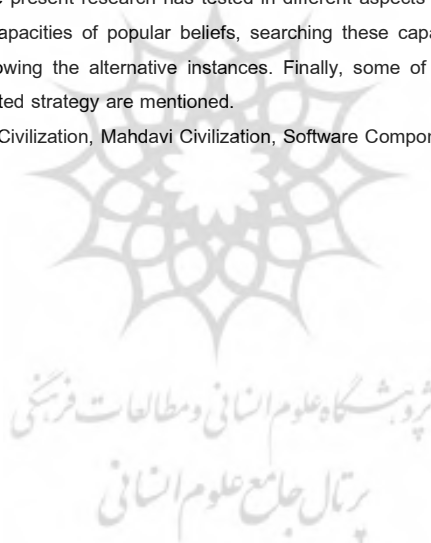 e present research has tested in different aspects
apacities of popular beliefs, searching these capa
owing the alternative instances. Finally, some of
ted strategy are mentioned.
Civilization, Mahdavi Civilization, Software Compor
پژوهشگاه علوم انسانی و مطالعات فرهنگی
پرتال جامع علوم انسانی